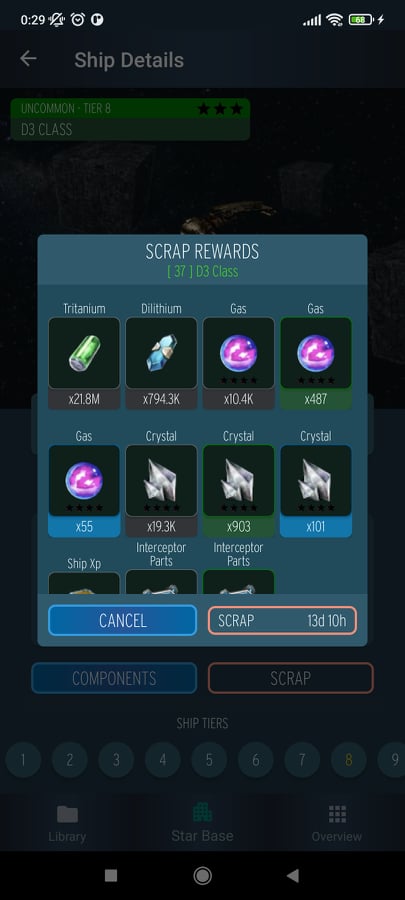 0:29
68
Ship Details
UNCOMMON · TIER 8
D3 CLASS
SCRAP REWARDS
[ 37 ] D3 Class
Tritanium
Dilithium
Gas
Gas
x21.8M
x794.3K
x10.4K
x487
Gas
Crystal
Crystal
Crystal
x55
x19.3K
x903
x101
Ship Xp
Interceptor
Parts
Interceptor
Parts
CANCEL
SCRAP 13d 10h
COMPONENTS
SCRAP
SHIP TIERS
1 2 3 4 5 6 7 8 9
Library
Star Base
Overview